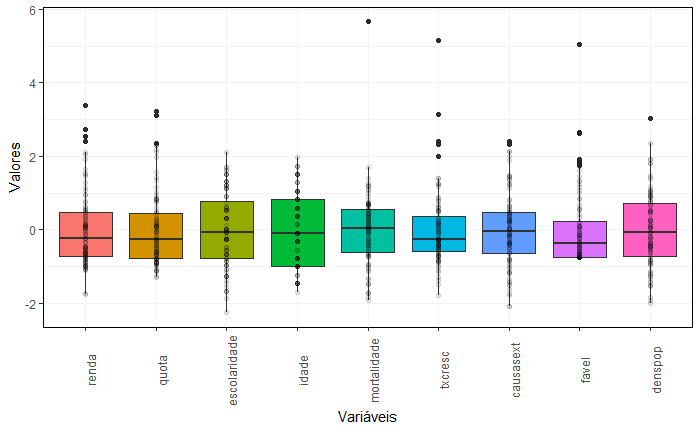 6
4
2
0
-2
Valores
renda
quota
escolaridade
idade
mortalidade
txcresc
causasext
favel
denspop
Variáveis